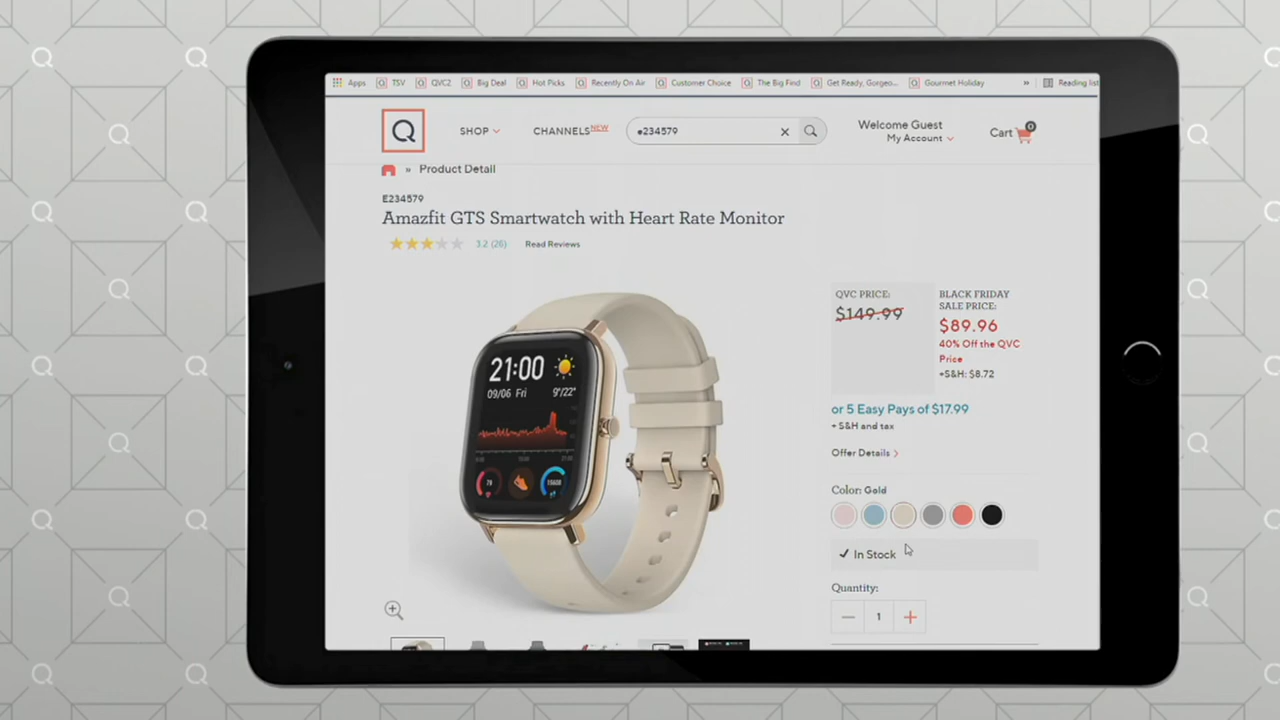 Apps TSV QVC2 Big Deal Hot Picks Recently On Air Customer Choice The Big Find Get Ready, Gorgeo... Gourmet Holiday » Reading list
Q SHOP CHANNELS NEW e234579 Welcome Guest
My Account
Cart 0
» Product Detail
E234579
Amazfit GTS Smartwatch with Heart Rate Monitor
3.2 (26) Read Reviews
21:00
09/06 Fri 9°/22°
QVC PRICE:
$149.99
BLACK FRIDAY
SALE PRICE:
$89.96
40% Off the QVC
Price
+S&H: $8.72
or 5 Easy Pays of $17.99
+ S&H and tax
Offer Details
Color: Gold
In Stock
Quantity:
1